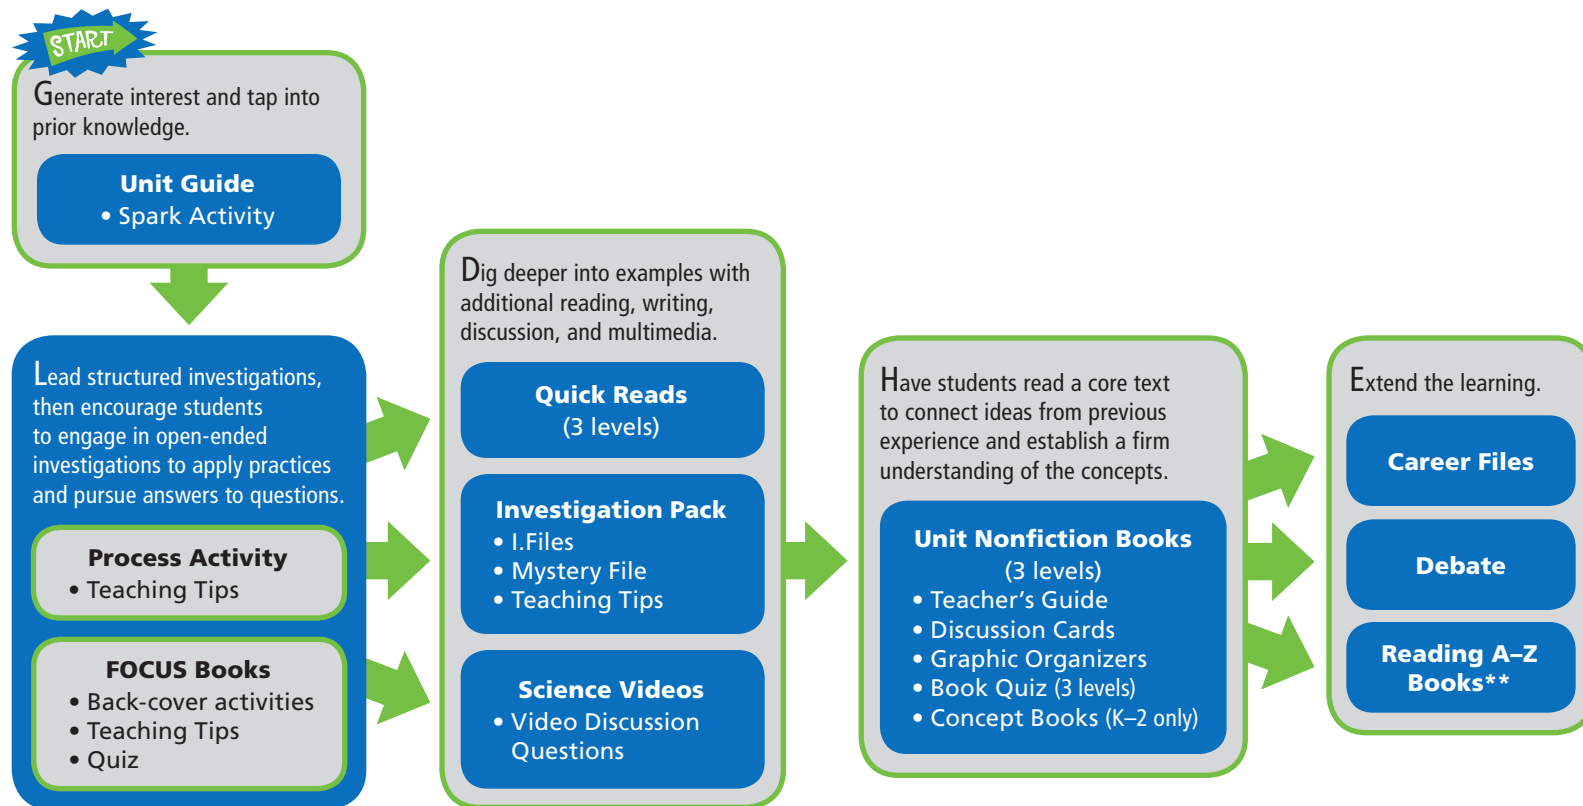 START
Generate interest and tap into
prior knowledge.
Unit Guide
• Spark Activity
Lead structured investigations,
then encourage students
to engage in open-ended
investigations to apply practices
and pursue answers to questions.
Process Activity
• Teaching Tips
FOCUS Books
• Back-cover activities
• Teaching Tips
• Quiz
Dig deeper into examples with
additional reading, writing,
discussion, and multimedia.
Quick Reads
(3 levels)
Investigation Pack
• I.Files
• Mystery File
• Teaching Tips
Science Videos
• Video Discussion
Questions
Have students read a core text
to connect ideas from previous
experience and establish a firm
understanding of the concepts.
Unit Nonfiction Books
(3 levels)
• Teacher’s Guide
• Discussion Cards
• Graphic Organizers
• Book Quiz (3 levels)
• Concept Books (K–2 only)
Extend the learning.
Career Files
Debate
Reading A–Z
Books**